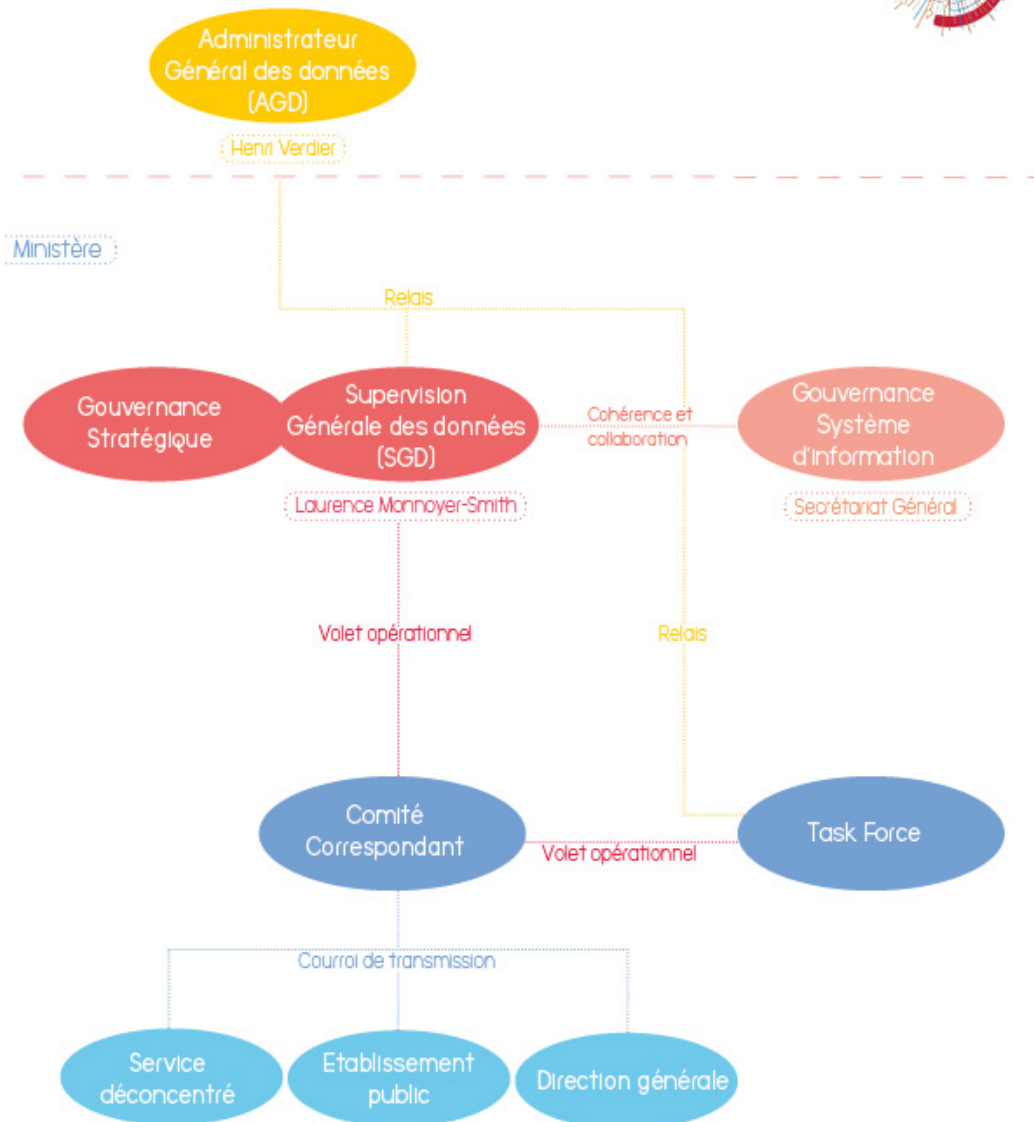 Administrateur
Général des données
(AGD)
Henri Verdier
Ministère
Relais
Gouvernance
Stratégique
Supervision
Générale des données
(SGD)
Cohérence et
collaboration
Gouvernance
Système
d'information
Laurence Monnoyer-Smith
Secrétariat Général
Volet opérationnel
Relais
Comité
Correspondant
Volet opérationnel
Task Force
Courroi de transmission
Service
déconcentré
Etablissement
public
Direction générale